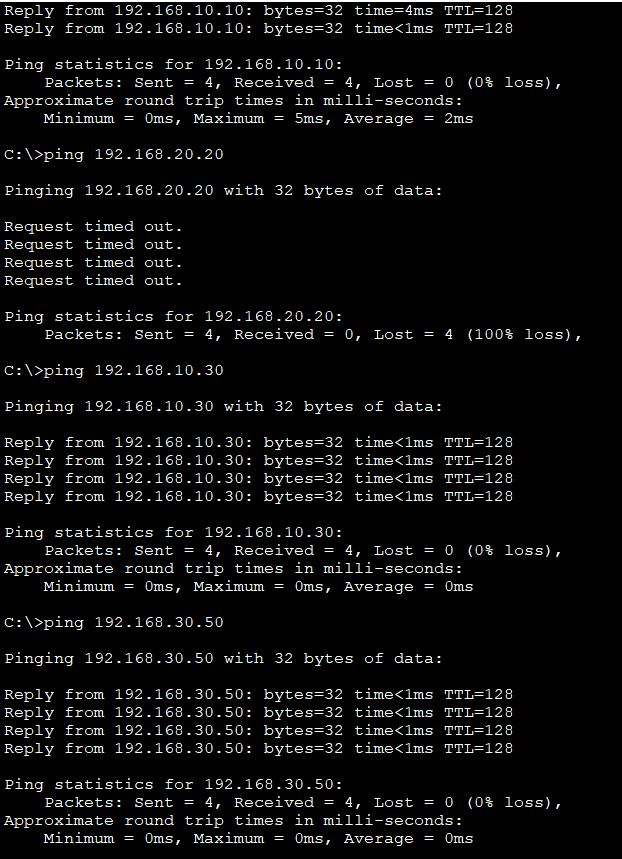 Reply from 192.168.10.10: bytes=32 time=4ms TTL=128
Reply from 192.168.10.10: bytes=32 time<1ms TTL=128
Ping statistics for 192.168.10.10:
    Packets: Sent = 4, Received = 4, Lost = 0 (0% loss),
Approximate round trip times in milli-seconds:
    Minimum = 0ms, Maximum = 5ms, Average = 2ms
C:\>ping 192.168.20.20
Pinging 192.168.20.20 with 32 bytes of data:
Request timed out.
Request timed out.
Request timed out.
Request timed out.
Ping statistics for 192.168.20.20:
    Packets: Sent = 4, Received = 0, Lost = 4 (100% loss),
C:\>ping 192.168.10.30
Pinging 192.168.10.30 with 32 bytes of data:
Reply from 192.168.10.30: bytes=32 time<1ms TTL=128
Reply from 192.168.10.30: bytes=32 time<1ms TTL=128
Reply from 192.168.10.30: bytes=32 time<1ms TTL=128
Reply from 192.168.10.30: bytes=32 time<1ms TTL=128
Ping statistics for 192.168.10.30:
    Packets: Sent = 4, Received = 4, Lost = 0 (0% loss),
Approximate round trip times in milli-seconds:
    Minimum = 0ms, Maximum = 0ms, Average = 0ms
C:\>ping 192.168.30.50
Pinging 192.168.30.50 with 32 bytes of data:
Reply from 192.168.30.50: bytes=32 time<1ms TTL=128
Reply from 192.168.30.50: bytes=32 time<1ms TTL=128
Reply from 192.168.30.50: bytes=32 time<1ms TTL=128
Reply from 192.168.30.50: bytes=32 time<1ms TTL=128
Ping statistics for 192.168.30.50:
    Packets: Sent = 4, Received = 4, Lost = 0 (0% loss),
Approximate round trip times in milli-seconds:
    Minimum = 0ms, Maximum = 0ms, Average = 0ms